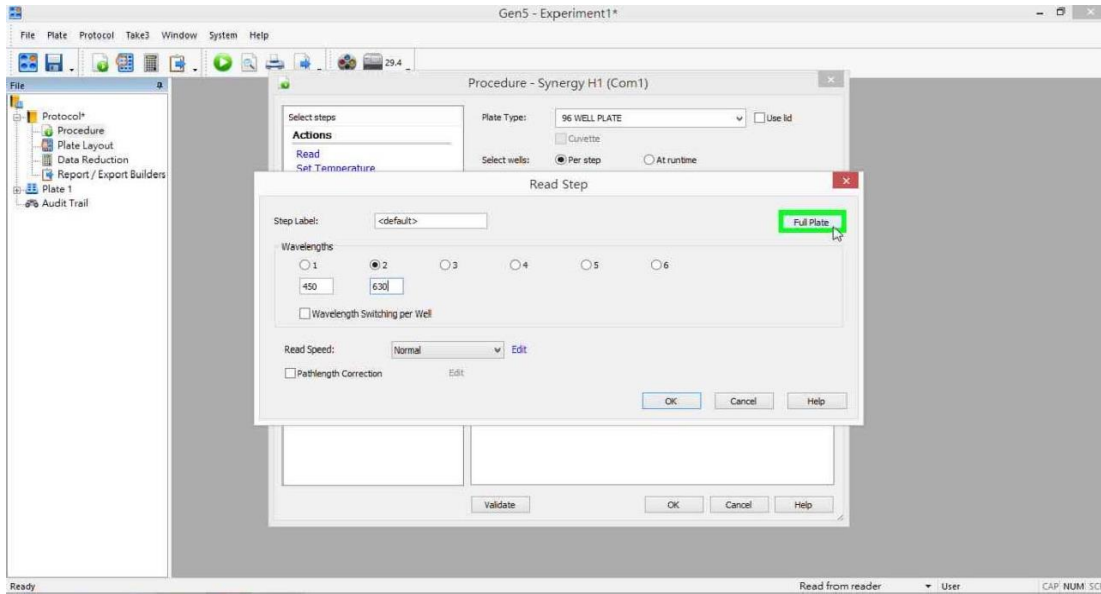 Gen5 - Experiment1*
File Plate Protocol Take3 Window System Help
29.4
File
Protocol*
Procedure
Plate Layout
Data Reduction
Report / Export Builders
Plate 1
Audit Trail
Procedure - Synergy H1 (Com1)
Select steps
Actions
Read
Set Temperature
Plate Type: 96 WELL PLATE Use lid
Cuvette
Select wells: Per step At runtime
Read Step
Step Label: <default> Full Plate
Wavelengths
1 2 3 4 5 6
450 630
Wavelength Switching per Well
Read Speed: Normal Edit
Pathlength Correction Edit
OK Cancel Help
Validate OK Cancel Help
Ready Read from reader User CAP NUM SC